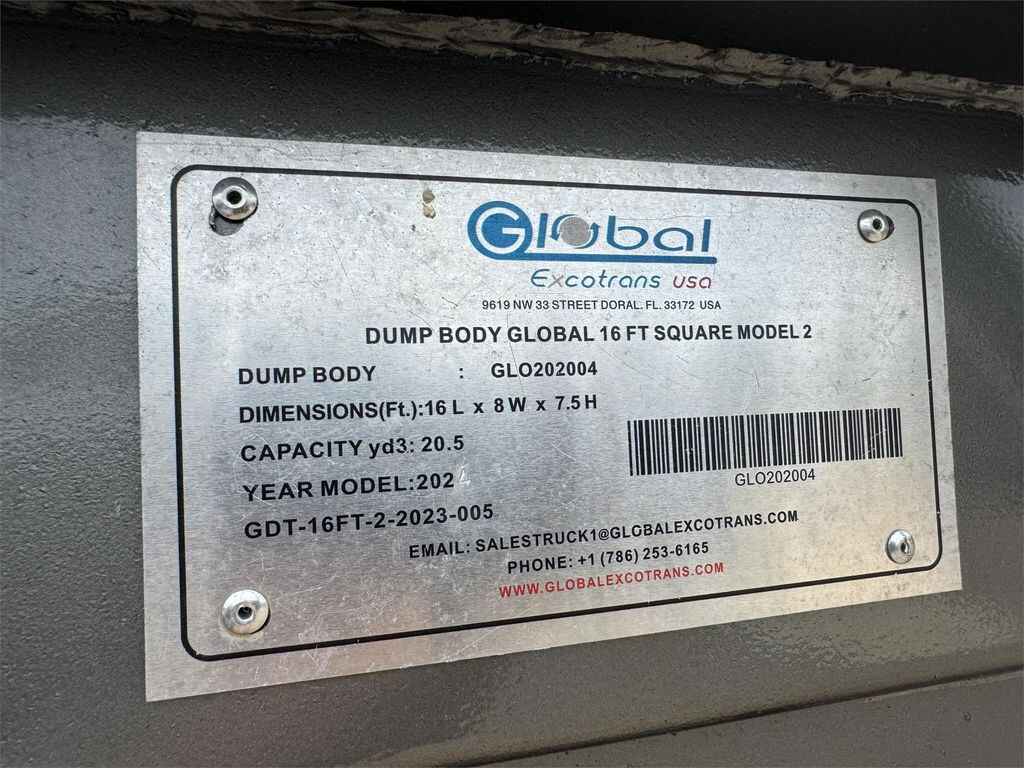 Global
Excotrans usa
9619 NW 33 STREET DORAL. FL. 33172 USA
DUMP BODY GLOBAL 16 FT SQUARE MODEL 2
DUMP BODY : GLO202004
DIMENSIONS(Ft.):16 L x 8 W x 7.5 H
CAPACITY yd3: 20.5
YEAR MODEL:2024
GDT-16FT-2-2023-005
GLO202004
EMAIL: SALESTRUCK1@GLOBALEXCOTRANS.COM
PHONE: +1 (786) 253-6165
WWW.GLOBALEXCOTRANS.COM